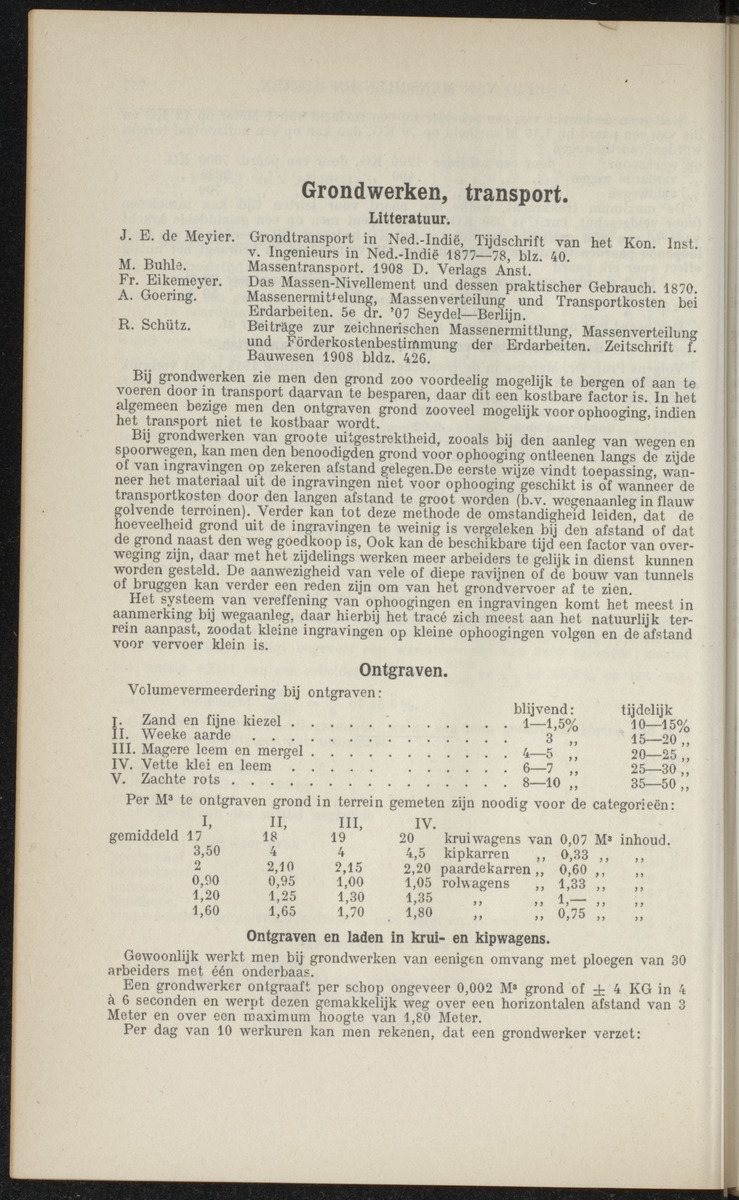 Grondwerken, transport.
Litteratuur.
J. E. de Meyier. Grondtransport in Ned.-Indië, Tijdschrift van het Kon. Inst.
v. Ingenieurs in Ned.-Indië 1877—78, blz. 40.
M. Buhle. Massentransport. 1908 D. Verlags Anst.
Fr. Eikemeyer. Das Massen-Nivellement und dessen praktischer Gebrauch. 1870.
A. Goering. Massenermittelung, Massenverteilung und Transportkosten bei
Erdarbeiten. 5e dr. '07 Seydel—Berlijn.
R. Schütz. Beiträge zur zeichnerischen Massenermittlung, Massenverteilung
und Förderkostenbestimmung der Erdarbeiten. Zeitschrift f.
Bauwesen 1908 bldz. 426.
Bij grondwerken zie men den grond zoo voordeelig mogelijk te bergen of aan te
voeren door in transport daarvan te besparen, daar dit een kostbare factor is. In het
algemeen bezige men den ontgraven grond zooveel mogelijk voor ophooging, indien
het transport niet te kostbaar wordt.
Bij grondwerken van groote uitgestrektheid, zooals bij den aanleg van wegen en
spoorwegen, kan men den benoodigden grond voor ophooging ontleenen langs de zijde
of van ingravingen op zekeren afstand gelegen.De eerste wijze vindt toepassing, wan-
neer het materiaal uit de ingravingen niet voor ophooging geschikt is of wanneer de
transportkosten door den langen afstand te groot worden (b.v. wegenaanleg in flauw
golvende terreinen). Verder kan tot deze methode de omstandigheid leiden, dat de
hoeveelheid grond uit de ingravingen te weinig is vergeleken bij den afstand of dat
de grond naast den weg goedkoop is, Ook kan de beschikbare tijd een factor van over-
weging zijn, daar met het zijdelings werken meer arbeiders te gelijk in dienst kunnen
worden gesteld. De aanwezigheid van vele of diepe ravijnen of de bouw van tunnels
of bruggen kan verder een reden zijn om van het grondvervoer af te zien.
Het systeem van vereffening van ophoogingen en ingravingen komt het meest in
aanmerking bij wegaanleg, daar hierbij het tracé zich meest aan het natuurlijk ter-
rein aanpast, zoodat kleine ingravingen op kleine ophoogingen volgen en de afstand
voor vervoer klein is.
Ontgraven.
Volumevermeerdering bij ontgraven:
blijvend: tijdelijk
I. Zand en fijne kiezel . . . . . . . . . . . . 1—1,5% 10—15%
II. Weeke aarde . . . . . . . . . . . . . . 3 „ 15—20 „
III. Magere leem en mergel . . . . . . . . . . . 4—5 „ 20—25 „
IV. Vette klei en leem . . . . . . . . . . . . 6—7 „ 25—30 „
V. Zachte rots . . . . . . . . . . . . . . . 8—10 „ 35—50 „
Per M³ te ontgraven grond in terrein gemeten zijn noodig voor de categorieën:
I, II, III, IV.
gemiddeld 17 18 19 20 kruiwagens van 0,07 M³ inhoud.
3,50 4 4 4,5 kipkarren „ 0,33 „ „
2 2,10 2,15 2,20 paardekarren „ 0,60 „ „
0,90 0,95 1,00 1,05 rolwagens „ 1,33 „ „
1,20 1,25 1,30 1,35 „ „ 1,— „ „
1,60 1,65 1,70 1,80 „ „ 0,75 „ „
Ontgraven en laden in krui- en kipwagens.
Gewoonlijk werkt men bij grondwerken van eenigen omvang met ploegen van 30
arbeiders met één onderbaas.
Een grondwerker ontgraaft per schop ongeveer 0,002 M³ grond of ± 4 KG in 4
à 6 seconden en werpt dezen gemakkelijk weg over een horizontalen afstand van 3
Meter en over een maximum hoogte van 1,80 Meter.
Per dag van 10 werkuren kan men rekenen, dat een grondwerker verzet: